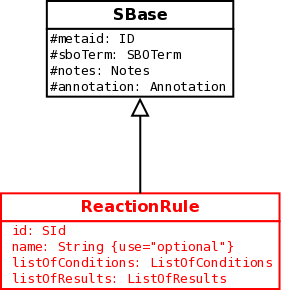 SBase
#metaid: ID
#sboTerm: SBOTerm
#notes: Notes
#annotation: Annotation
ReactionRule
id: SId
name: String {use="optional"}
listOfConditions: ListOfConditions
listOfResults: ListOfResults